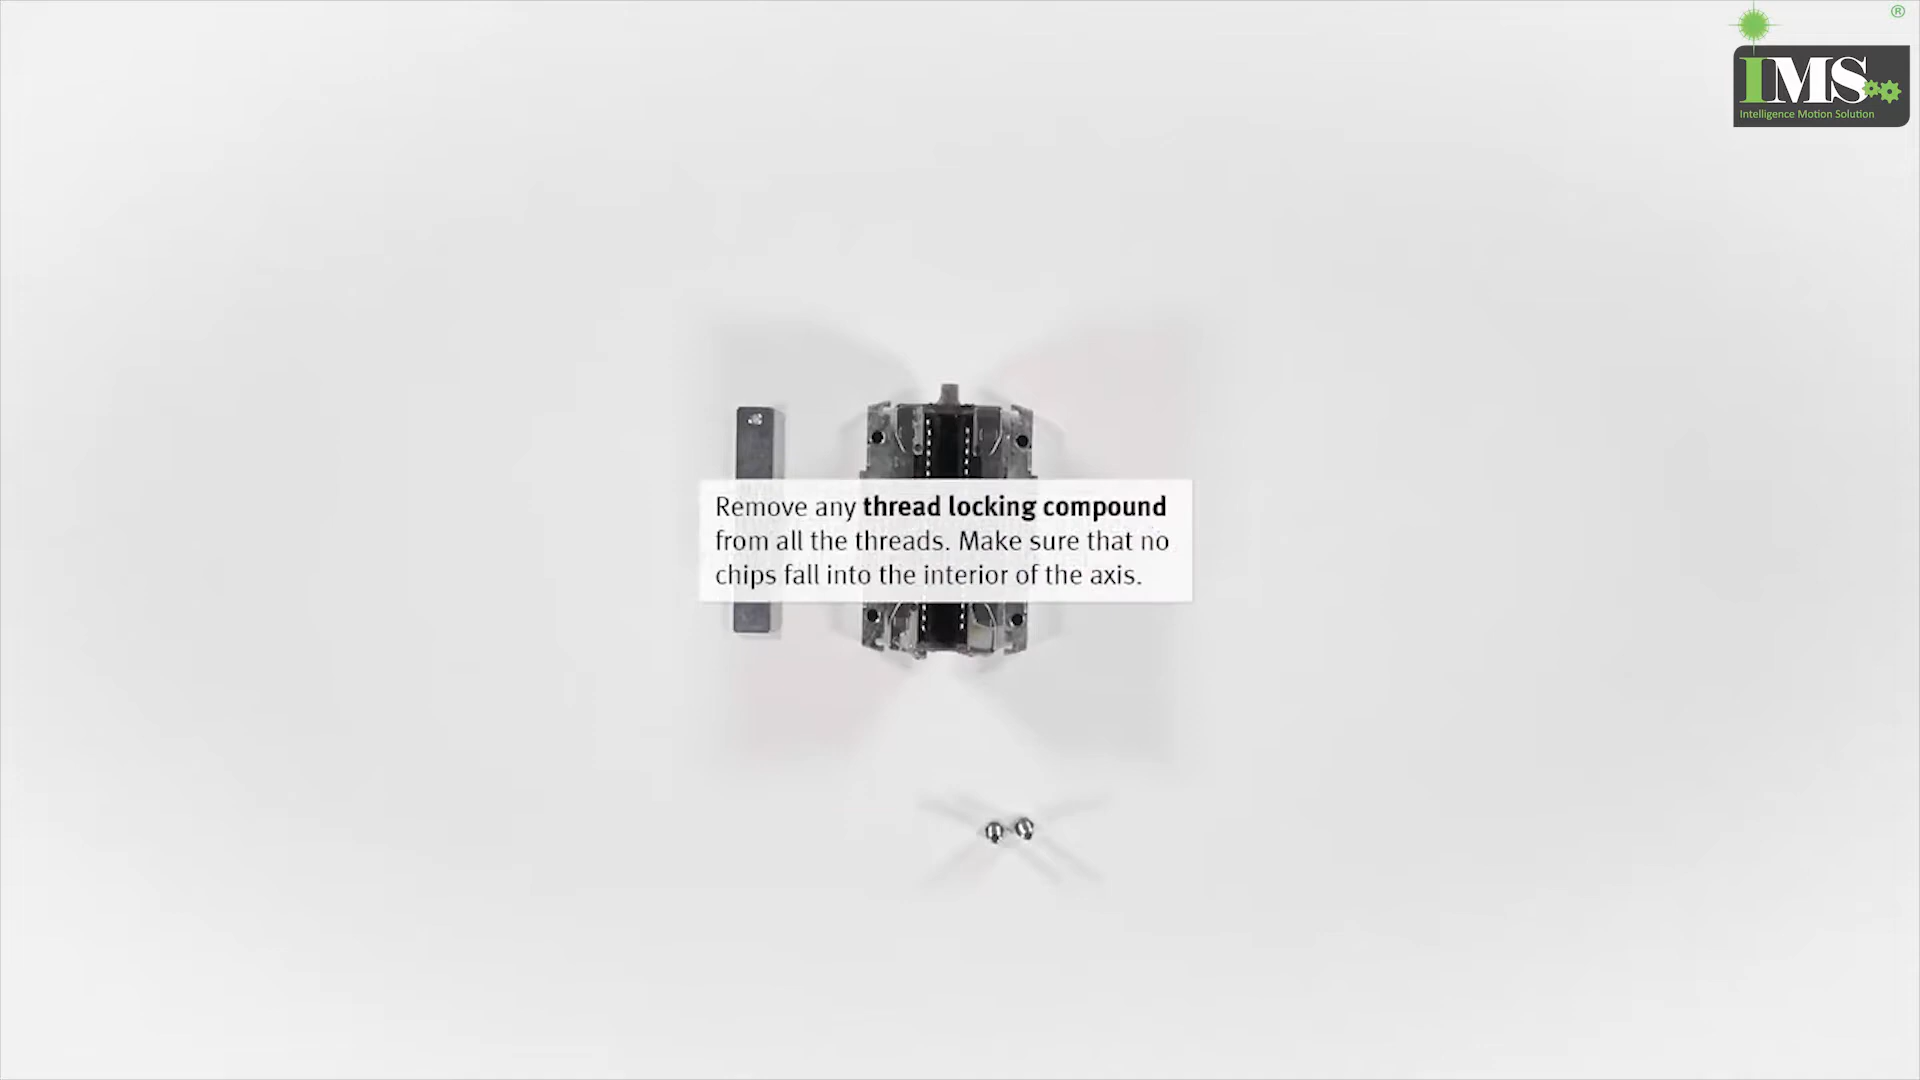 ®
IMS
Intelligence Motion Solution
Remove any thread locking compound
from all the threads. Make sure that no
chips fall into the interior of the axis.